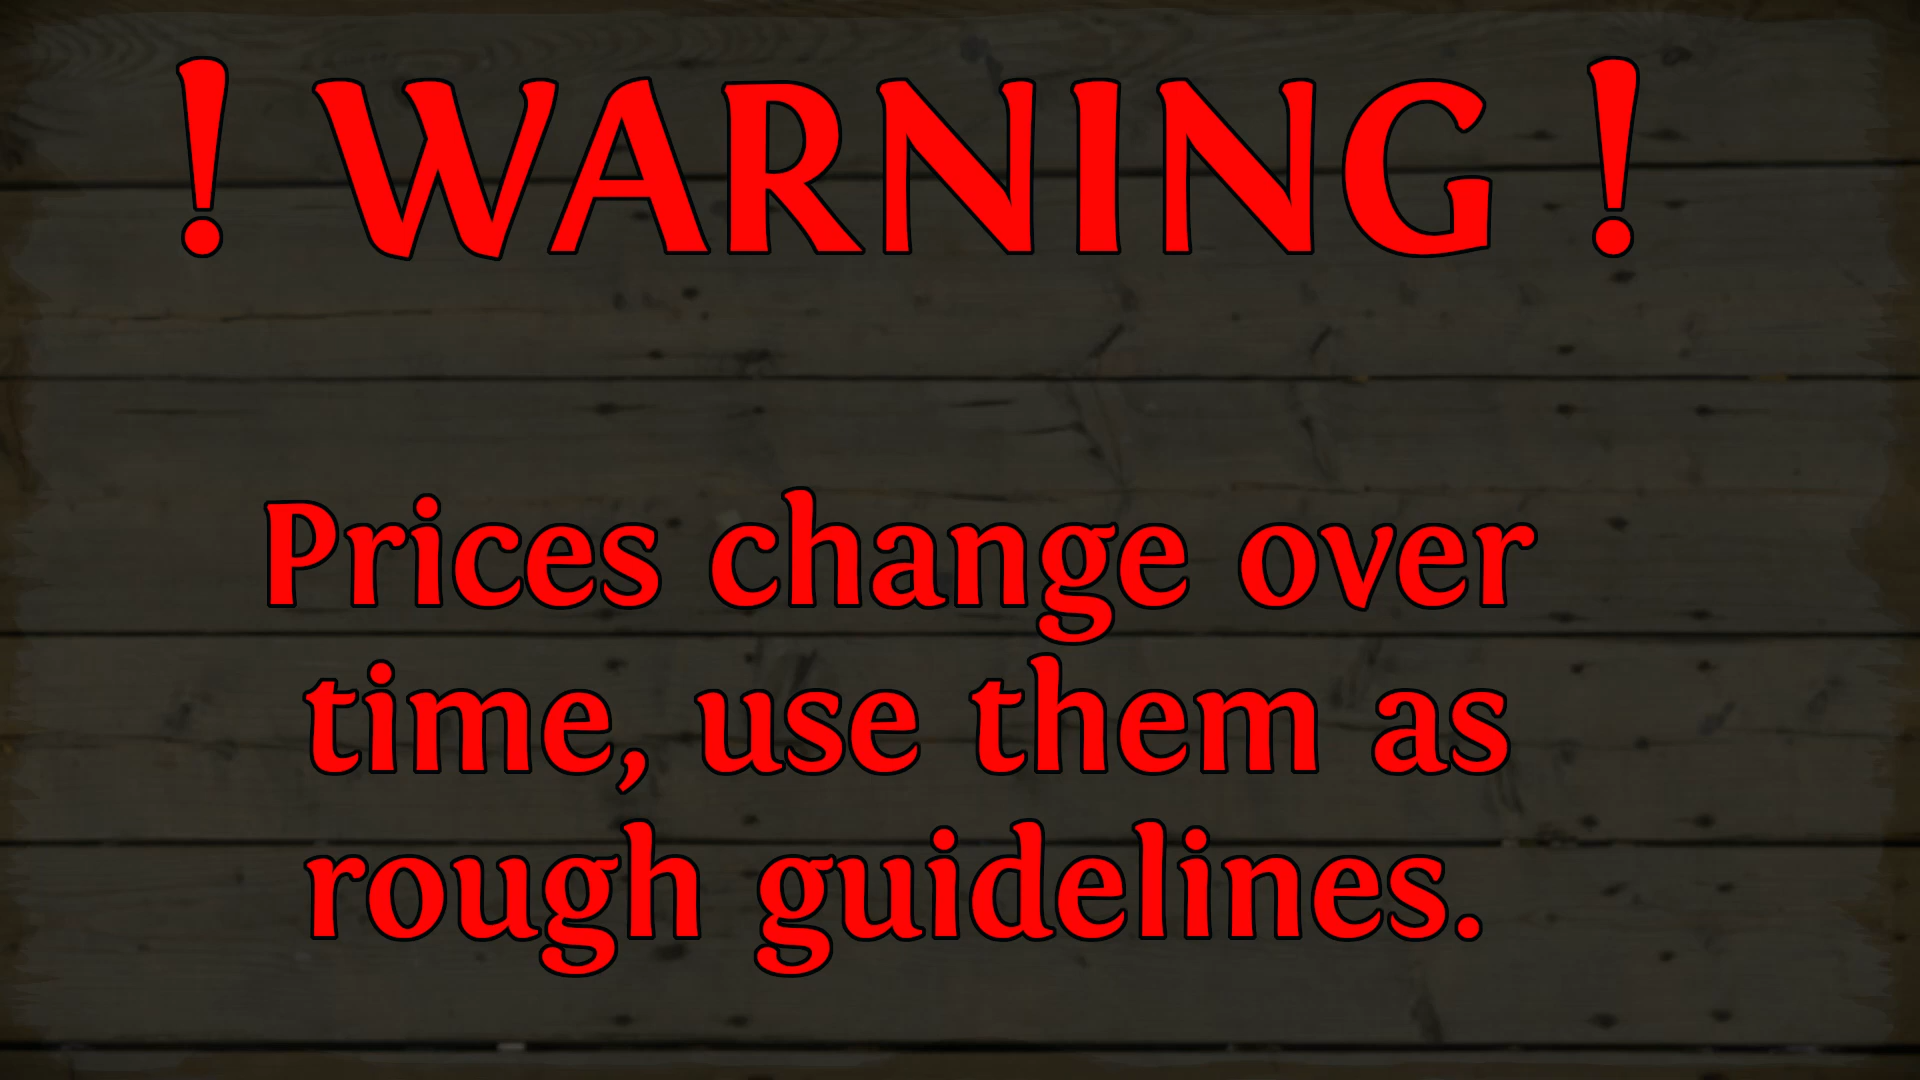 ! WARNING !
Prices change over
time, use them as
rough guidelines.